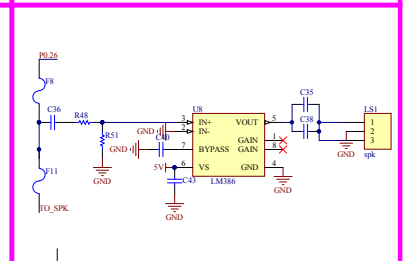 P0.26
F8
C36
R48
R51
GND
F11
TO_SPK
U8
3 IN+ VOUT 5
GND 2 IN-
GAIN 1
GND C40 7 BYPASS GAIN 8
5V 6 VS GND 4
LM386
C43
GND
GND
C35
C38
LS1
1
2
3
GND spk